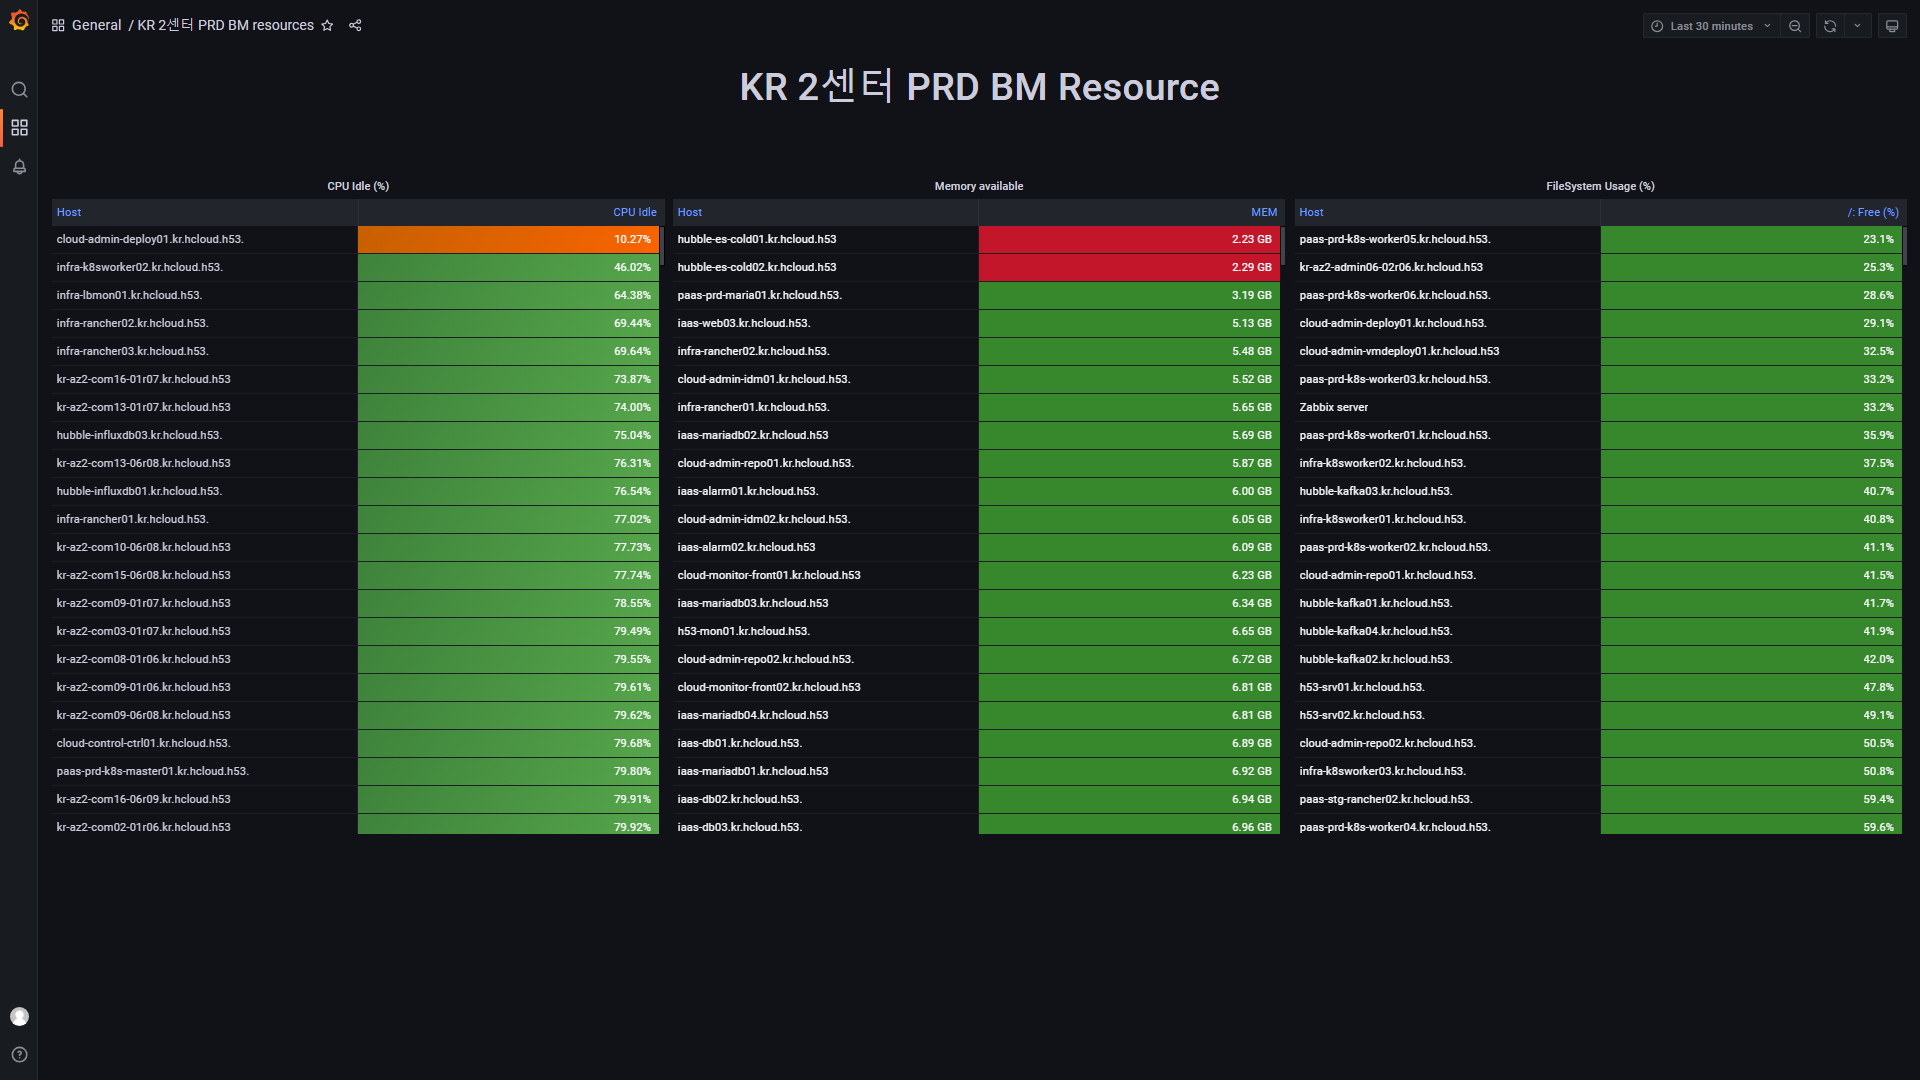 General / KR 2센터 PRD BM resources
Last 30 minutes
KR 2센터 PRD BM Resource
CPU Idle (%)
Host CPU Idle
cloud-admin-deploy01.kr.hcloud.h53. 10.27%
infra-k8sworker02.kr.hcloud.h53. 46.02%
infra-lbmon01.kr.hcloud.h53. 64.38%
infra-rancher02.kr.hcloud.h53. 69.44%
infra-rancher03.kr.hcloud.h53. 69.64%
kr-az2-com16-01r07.kr.hcloud.h53 73.87%
kr-az2-com13-01r07.kr.hcloud.h53 74.00%
hubble-influxdb03.kr.hcloud.h53. 75.04%
kr-az2-com13-06r08.kr.hcloud.h53 76.31%
hubble-influxdb01.kr.hcloud.h53. 76.54%
infra-rancher01.kr.hcloud.h53. 77.02%
kr-az2-com10-06r08.kr.hcloud.h53 77.73%
kr-az2-com15-06r08.kr.hcloud.h53 77.74%
kr-az2-com09-01r07.kr.hcloud.h53 78.55%
kr-az2-com03-01r07.kr.hcloud.h53 79.49%
kr-az2-com08-01r06.kr.hcloud.h53 79.55%
kr-az2-com09-01r06.kr.hcloud.h53 79.61%
kr-az2-com09-06r08.kr.hcloud.h53 79.62%
cloud-control-ctrl01.kr.hcloud.h53. 79.68%
paas-prd-k8s-master01.kr.hcloud.h53. 79.80%
kr-az2-com16-06r09.kr.hcloud.h53 79.91%
kr-az2-com02-01r06.kr.hcloud.h53 79.92%
Memory available
Host MEM
hubble-es-cold01.kr.hcloud.h53 2.23 GB
hubble-es-cold02.kr.hcloud.h53 2.29 GB
paas-prd-maria01.kr.hcloud.h53. 3.19 GB
iaas-web03.kr.hcloud.h53. 5.13 GB
infra-rancher02.kr.hcloud.h53. 5.48 GB
cloud-admin-idm01.kr.hcloud.h53. 5.52 GB
infra-rancher01.kr.hcloud.h53. 5.65 GB
iaas-mariadb02.kr.hcloud.h53 5.69 GB
cloud-admin-repo01.kr.hcloud.h53. 5.87 GB
iaas-alarm01.kr.hcloud.h53. 6.00 GB
cloud-admin-idm02.kr.hcloud.h53. 6.05 GB
iaas-alarm02.kr.hcloud.h53 6.09 GB
cloud-monitor-front01.kr.hcloud.h53 6.23 GB
iaas-mariadb03.kr.hcloud.h53 6.34 GB
h53-mon01.kr.hcloud.h53. 6.65 GB
cloud-admin-repo02.kr.hcloud.h53. 6.72 GB
cloud-monitor-front02.kr.hcloud.h53 6.81 GB
iaas-mariadb04.kr.hcloud.h53 6.81 GB
iaas-db01.kr.hcloud.h53. 6.89 GB
iaas-mariadb01.kr.hcloud.h53 6.92 GB
iaas-db02.kr.hcloud.h53. 6.94 GB
iaas-db03.kr.hcloud.h53. 6.96 GB
FileSystem Usage (%)
Host /: Free (%)
paas-prd-k8s-worker05.kr.hcloud.h53. 23.1%
kr-az2-admin06-02r06.kr.hcloud.h53 25.3%
paas-prd-k8s-worker06.kr.hcloud.h53. 28.6%
cloud-admin-deploy01.kr.hcloud.h53. 29.1%
cloud-admin-vmdeploy01.kr.hcloud.h53 32.5%
paas-prd-k8s-worker03.kr.hcloud.h53. 33.2%
Zabbix server 33.2%
paas-prd-k8s-worker01.kr.hcloud.h53. 35.9%
infra-k8sworker02.kr.hcloud.h53. 37.5%
hubble-kafka03.kr.hcloud.h53. 40.7%
infra-k8sworker01.kr.hcloud.h53. 40.8%
paas-prd-k8s-worker02.kr.hcloud.h53. 41.1%
cloud-admin-repo01.kr.hcloud.h53. 41.5%
hubble-kafka01.kr.hcloud.h53. 41.7%
hubble-kafka04.kr.hcloud.h53. 41.9%
hubble-kafka02.kr.hcloud.h53. 42.0%
h53-srv01.kr.hcloud.h53. 47.8%
h53-srv02.kr.hcloud.h53. 49.1%
cloud-admin-repo02.kr.hcloud.h53. 50.5%
infra-k8sworker03.kr.hcloud.h53. 50.8%
paas-stg-rancher02.kr.hcloud.h53. 59.4%
paas-prd-k8s-worker04.kr.hcloud.h53. 59.6%